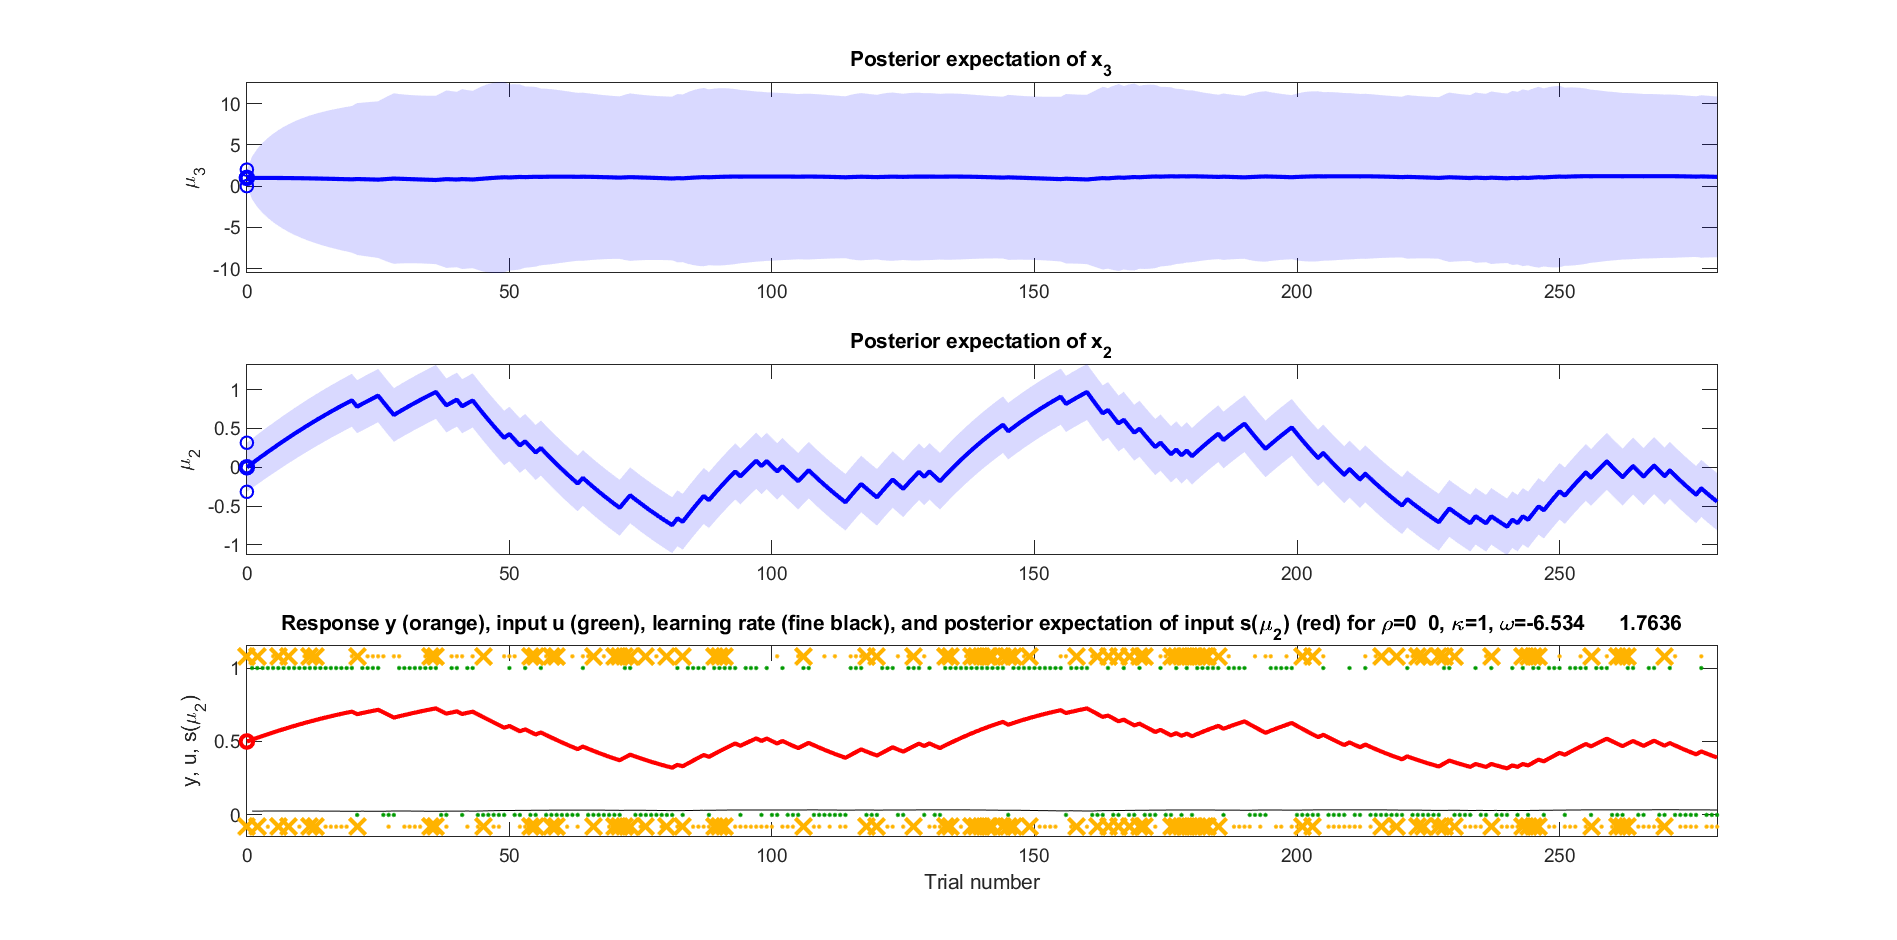 Posterior expectation of x₃
10
5
0
-5
-10
μ₃
0 50 100 150 200 250
Posterior expectation of x₂
1
0.5
0
-0.5
-1
μ₂
0 50 100 150 200 250
Response y (orange), input u (green), learning rate (fine black), and posterior expectation of input s(μ₂) (red) for ρ=0 0, κ=1, ω=-6.534 1.7636
1
0.5
0
y, u, s(μ₂)
0 50 100 150 200 250
Trial number